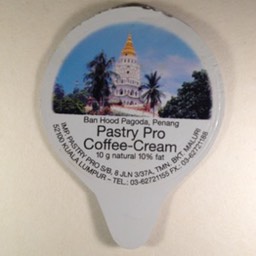 Ban Hood Pagoda, Penang
Pastry Pro
Coffee-Cream
10 g natural 10% fat
IMP. PASTRY PRO S/B, 8 JLN 3/37A, TMN. BKT. MALURI
52100 KUALA LUMPUR – TEL.: 03-62721155 FX: 03-62721188